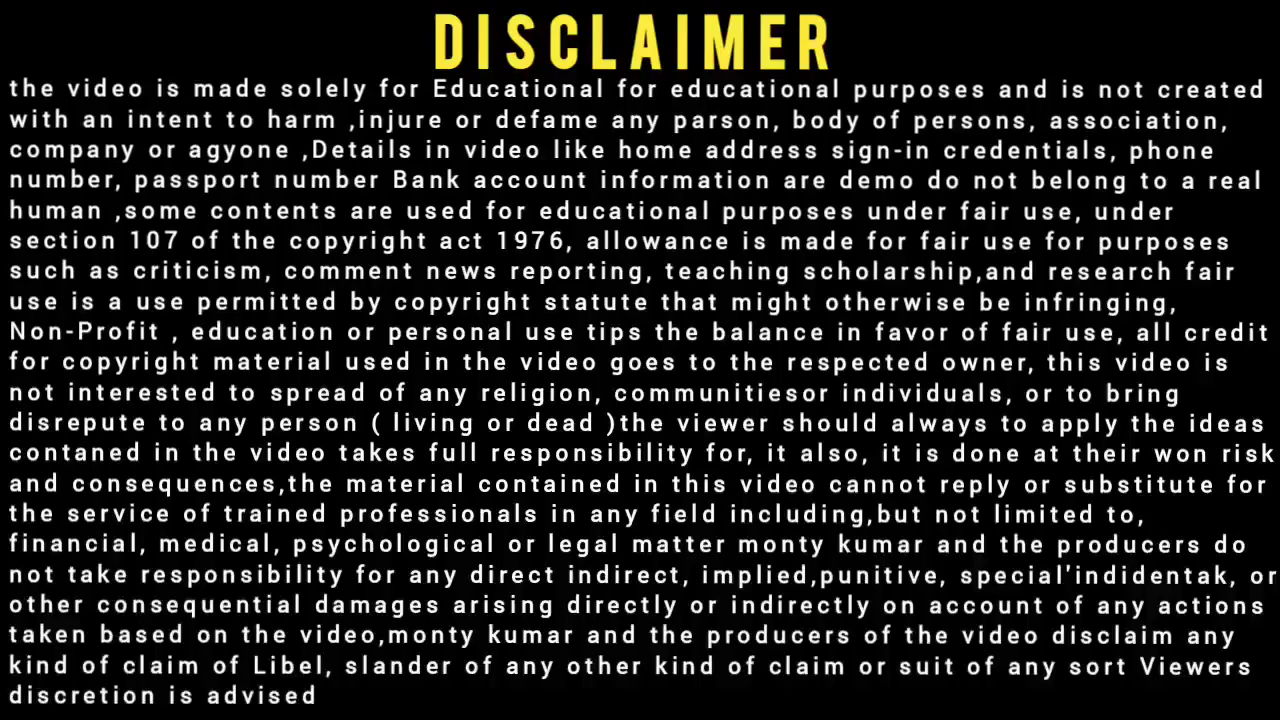 DISCLAIMER
the video is made solely for Educational for educational purposes and is not created
with an intent to harm ,injure or defame any parson, body of persons, association,
company or agyone ,Details in video like home address sign-in credentials, phone
number, passport number Bank account information are demo do not belong to a real
human ,some contents are used for educational purposes under fair use, under
section 107 of the copyright act 1976, allowance is made for fair use for purposes
such as criticism, comment news reporting, teaching scholarship,and research fair
use is a use permitted by copyright statute that might otherwise be infringing,
Non-Profit , education or personal use tips the balance in favor of fair use, all credit
for copyright material used in the video goes to the respected owner, this video is
not interested to spread of any religion, communitiesor individuals, or to bring
disrepute to any person ( living or dead )the viewer should always to apply the ideas
contaned in the video takes full responsibility for, it also, it is done at their won risk
and consequences,the material contained in this video cannot reply or substitute for
the service of trained professionals in any field including,but not limited to,
financial, medical, psychological or legal matter monty kumar and the producers do
not take responsibility for any direct indirect, implied,punitive, special'indidentak, or
other consequential damages arising directly or indirectly on account of any actions
taken based on the video,monty kumar and the producers of the video disclaim any
kind of claim of Libel, slander of any other kind of claim or suit of any sort Viewers
discretion is advised